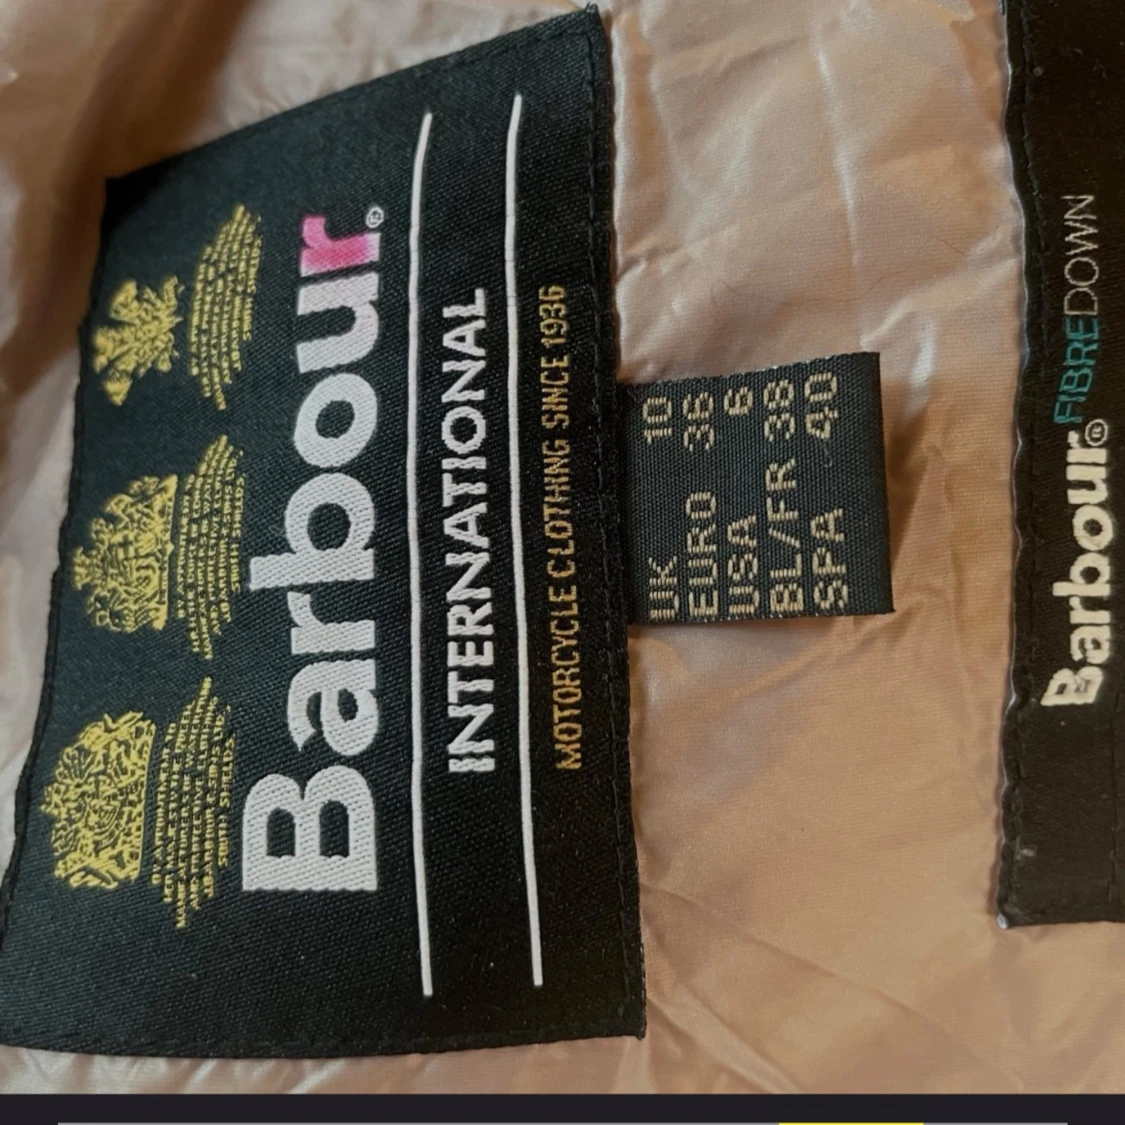 Barbour®
INTERNATIONAL
MOTORCYCLE CLOTHING SINCE 1936
UK 10
EURO 36
USA 6
BL/FR 38
SPA 40
Barbour® FIBREDOWN